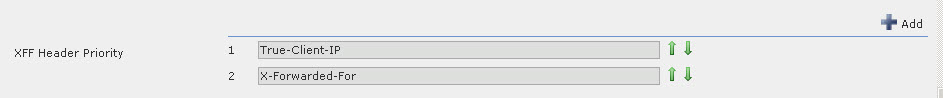 Add
XFF Header Priority
1 True-Client-IP
2 X-Forwarded-For